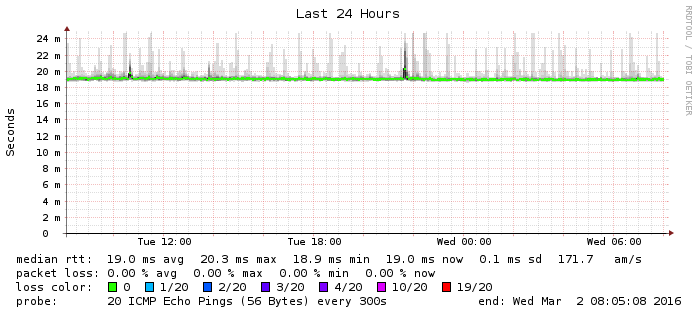 Last 24 Hours
RRDTOOL / TOBI OETIKER
Seconds
24 m
22 m
20 m
18 m
16 m
14 m
12 m
10 m
8 m
6 m
4 m
2 m
0
Tue 12:00 Tue 18:00 Wed 00:00 Wed 06:00
median rtt: 19.0 ms avg 20.3 ms max 18.9 ms min 19.0 ms now 0.1 ms sd 171.7 am/s
packet loss: 0.00 % avg 0.00 % max 0.00 % min 0.00 % now
loss color: 0 1/20 2/20 3/20 4/20 10/20 19/20
probe: 20 ICMP Echo Pings (56 Bytes) every 300s end: Wed Mar 2 08:05:08 2016